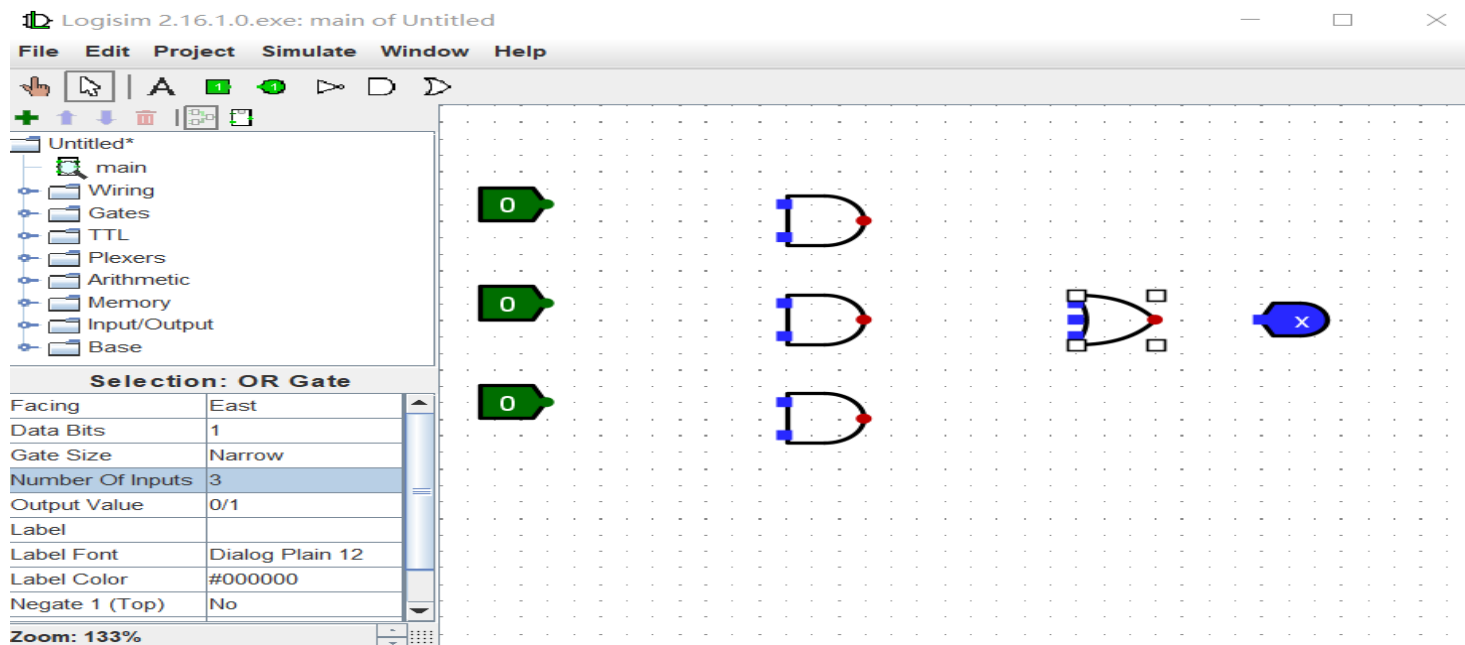 Logisim 2.16.1.0.exe: main of Untitled
File Edit Project Simulate Window Help
A 1 1
Untitled*
main
Wiring
Gates
TTL
Plexers
Arithmetic
Memory
Input/Output
Base
Selection: OR Gate
Facing East
Data Bits 1
Gate Size Narrow
Number Of Inputs 3
Output Value 0/1
Label
Label Font Dialog Plain 12
Label Color #000000
Negate 1 (Top) No
Zoom: 133%
0
0
x
0